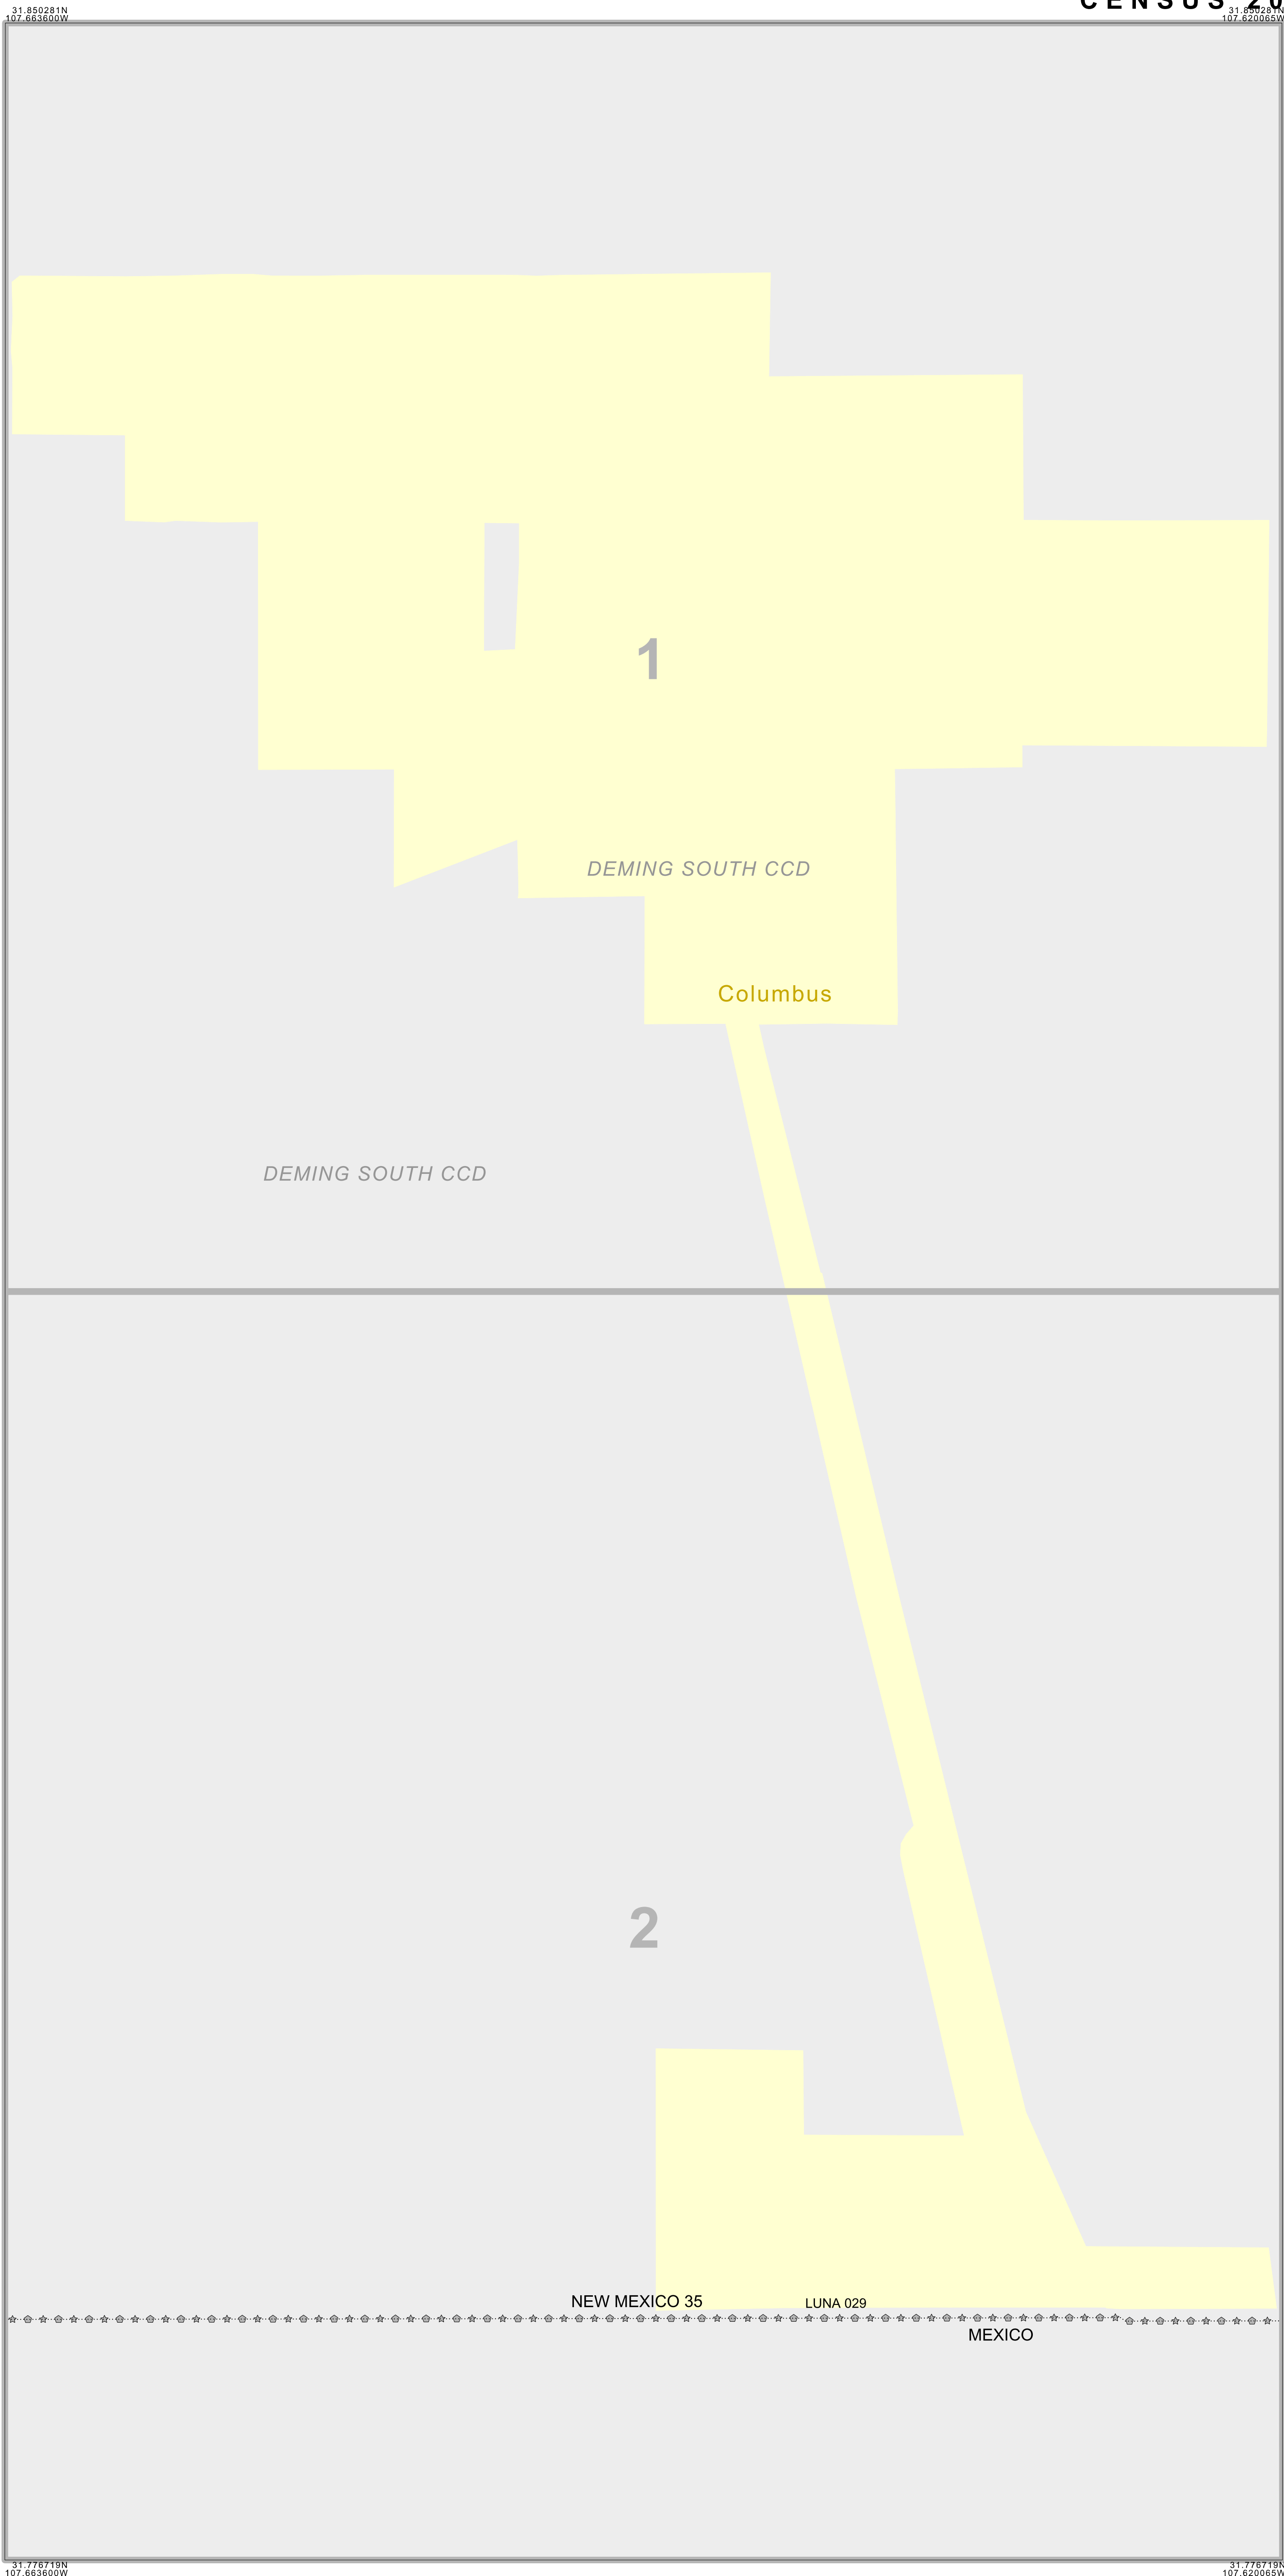 CENSUS 20
31.850281N
107.663600W
31.850281N
107.620065W
1
DEMING SOUTH CCD
Columbus
DEMING SOUTH CCD
2
NEW MEXICO 35
LUNA 029
MEXICO
31.776719N
107.663600W
31.776719N
107.620065W